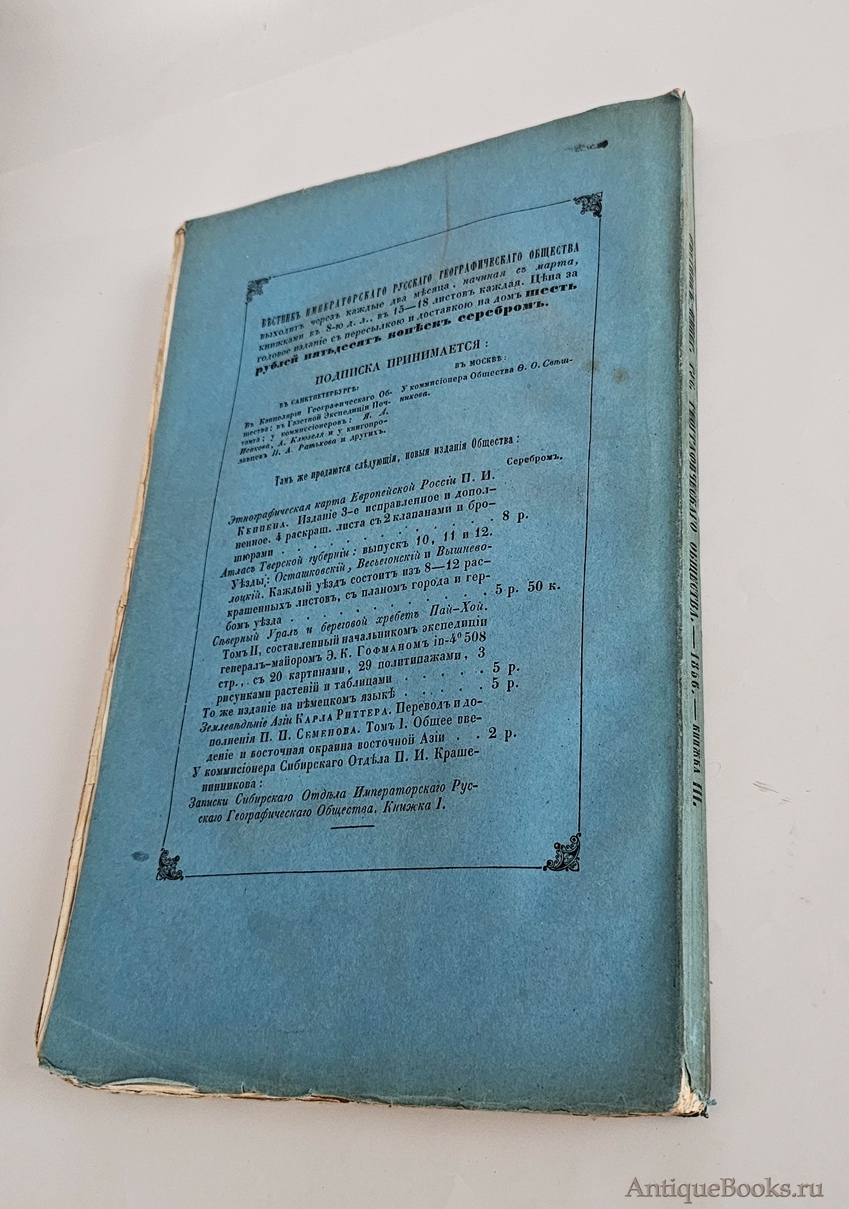 ВѢСТНИКЪ ИМПЕРАТОРСКАГО РУССКАГО ГЕОГРАФИЧЕСКАГО ОБЩЕСТВА
выходитъ черезъ каждые два мѣсяца, начиная съ марта,
книжками въ 8-ю д. л., въ 15—18 листовъ каждая. Цѣна за
годовое изданіе съ пересылкою и доставкою на домъ шесть
рублей пятьдесятъ копѣекъ серебромъ.
ПОДПИСКА ПРИНИМАЕТСЯ:
ВЪ САНКТПЕТЕРБУРГѢ:
Въ Канцеляріи Географическаго Об-
щества; въ Газетной Экспедиціи Поч-
тамта; у коммисіонеровъ: Я. А.
Исакова, А. Клюзеля и у книгопро-
давцевъ П. А. Ратькова и другихъ.
ВЪ МОСКВѢ:
У коммисіонера Общества Ѳ. О. Свѣш-
никова.
Тамъ же продаются слѣдующія, новыя изданія Общества:
Серебромъ.
Этнографическая карта Европейской Россіи П. И.
Кеппена. Изданіе 3-е исправленное и допол-
ненное. 4 раскраш. листа съ 2 клапанами и бро-
шюрами . . . . . . . . . . . . 8 р.
Атласъ Тверской губерніи: выпускъ 10, 11 и 12.
Уѣзды: Осташковскій, Весьегонскій и Вышнево-
лоцкій. Каждый уѣздъ состоитъ изъ 8—12 рас-
крашенныхъ листовъ, съ планомъ города и гер-
бомъ уѣзда . . . . . . . . . . . 5 р. 50 к.
Сѣверный Уралъ и береговой хребетъ Пай-Хой.
Томъ II, составленный начальникомъ экспедиціи
генералъ-майоромъ Э. К. Гофманомъ in-4° 508
стр., съ 20 картинами, 29 политипажами, 3
рисунками растеній и таблицами . . . . . 5 р.
То же изданіе на нѣмецкомъ языкѣ . . . . . 5 р.
Землевѣдѣніе Азіи Карла Риттера. Переводъ и до-
полненія П. П. Семенова. Томъ I. Общее вве-
деніе и восточная окраина восточной Азіи . . 2 р.
У коммисіонера Сибирскаго Отдѣла П. И. Краше-
нинникова:
Записки Сибирскаго Отдѣла Императорскаго Рус-
скаго Географическаго Общества. Книжка I.
ГЕОГРАФИЧЕСКАГО ОБЩЕСТВА. — 1856. — КНИЖКА III.
AntiqueBooks.ru